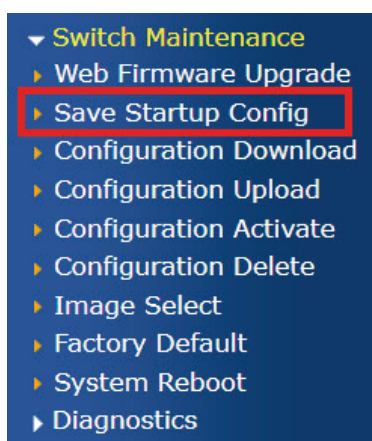 Switch Maintenance
Web Firmware Upgrade
Save Startup Config
Configuration Download
Configuration Upload
Configuration Activate
Configuration Delete
Image Select
Factory Default
System Reboot
Diagnostics